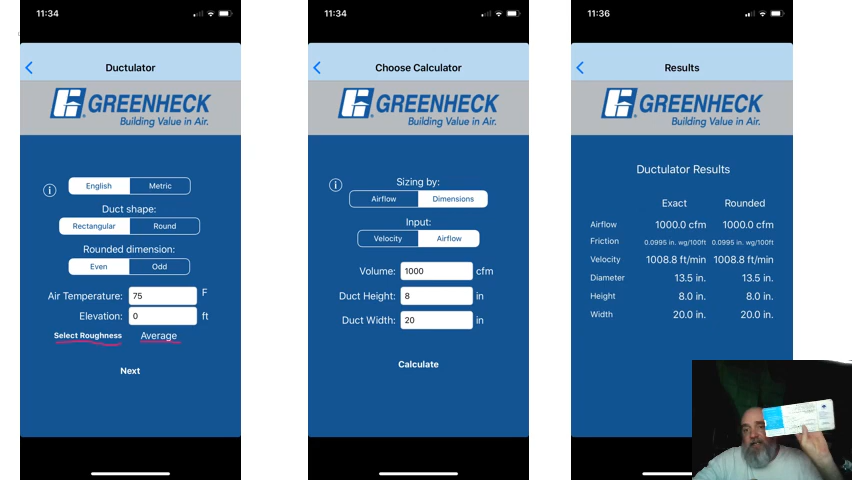 11:34
Ductulator
GREENHECK
Building Value in Air.
English Metric
Duct shape:
Rectangular Round
Rounded dimension:
Even Odd
Air Temperature: 75 F
Elevation: 0 ft
Select Roughness Average
Next
11:34
Choose Calculator
GREENHECK
Building Value in Air.
Sizing by:
Airflow Dimensions
Input:
Velocity Airflow
Volume: 1000 cfm
Duct Height: 8 in
Duct Width: 20 in
Calculate
11:36
Results
GREENHECK
Building Value in Air.
Ductulator Results
Exact Rounded
Airflow 1000.0 cfm 1000.0 cfm
Friction 0.0995 in. wg/100ft 0.0995 in. wg/100ft
Velocity 1008.8 ft/min 1008.8 ft/min
Diameter 13.5 in. 13.5 in.
Height 8.0 in. 8.0 in.
Width 20.0 in. 20.0 in.